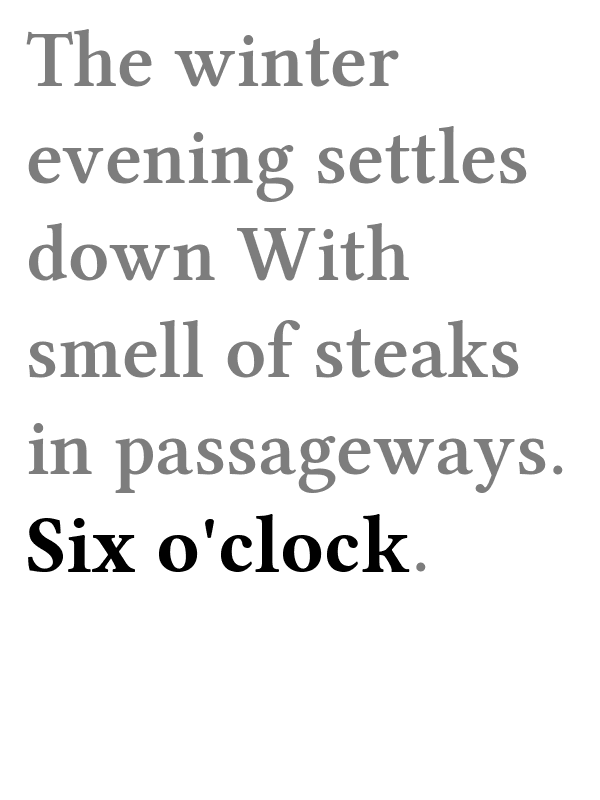 The winter
evening settles
down With
smell of steaks
in passageways.
Six o'clock.